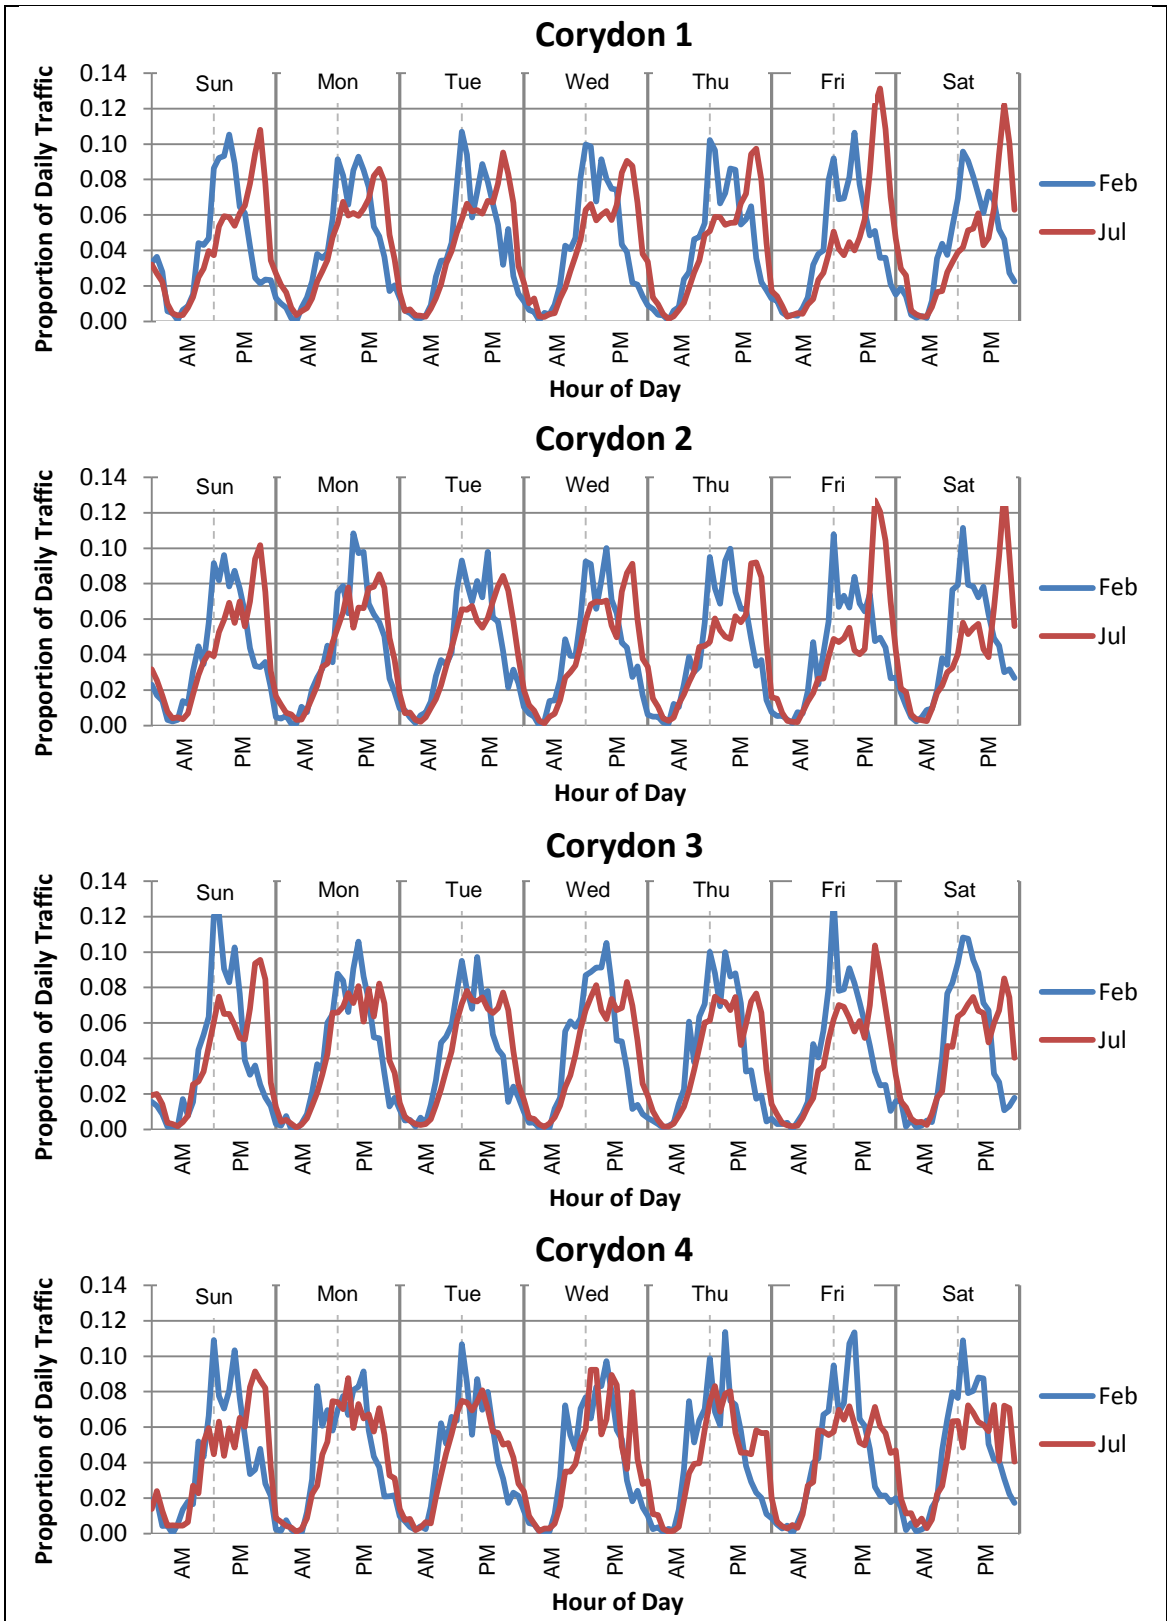 Corydon 1
Proportion of Daily Traffic
0.14
0.12
0.10
0.08
0.06
0.04
0.02
0.00
Sun Mon Tue Wed Thu Fri Sat
AM PM AM PM AM PM AM PM AM PM AM PM AM PM
Hour of Day
Feb
Jul
Corydon 2
Proportion of Daily Traffic
0.14
0.12
0.10
0.08
0.06
0.04
0.02
0.00
Sun Mon Tue Wed Thu Fri Sat
AM PM AM PM AM PM AM PM AM PM AM PM AM PM
Hour of Day
Feb
Jul
Corydon 3
Proportion of Daily Traffic
0.14
0.12
0.10
0.08
0.06
0.04
0.02
0.00
Sun Mon Tue Wed Thu Fri Sat
AM PM AM PM AM PM AM PM AM PM AM PM AM PM
Hour of Day
Feb
Jul
Corydon 4
Proportion of Daily Traffic
0.14
0.12
0.10
0.08
0.06
0.04
0.02
0.00
Sun Mon Tue Wed Thu Fri Sat
AM PM AM PM AM PM AM PM AM PM AM PM AM PM
Hour of Day
Feb
Jul